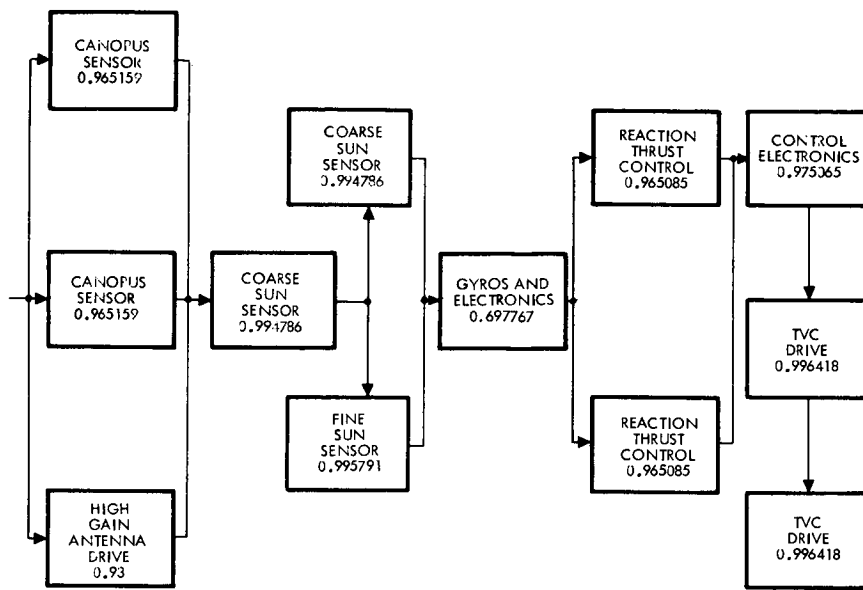 CANOPUS
SENSOR
0.965159
CANOPUS
SENSOR
0.965159
HIGH
GAIN
ANTENNA
DRIVE
0.93
COARSE
SUN
SENSOR
0.994786
COARSE
SUN
SENSOR
0.994786
FINE
SUN
SENSOR
0.995791
GYROS AND
ELECTRONICS
0.697767
REACTION
THRUST
CONTROL
0.965085
REACTION
THRUST
CONTROL
0.965085
CONTROL
ELECTRONICS
0.975065
TVC
DRIVE
0.996418
TVC
DRIVE
0.996418